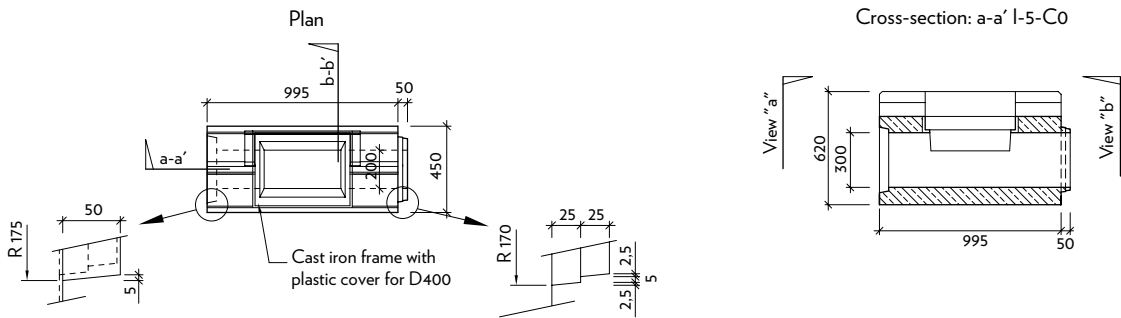 Plan
Cross-section: a-a' I-5-C0
b-b'
995
50
a-a'
200
450
50
R 175
5
Cast iron frame with
plastic cover for D400
25
25
R 170
2,5
5
2,5
View "a"
View "b"
620
300
995
50